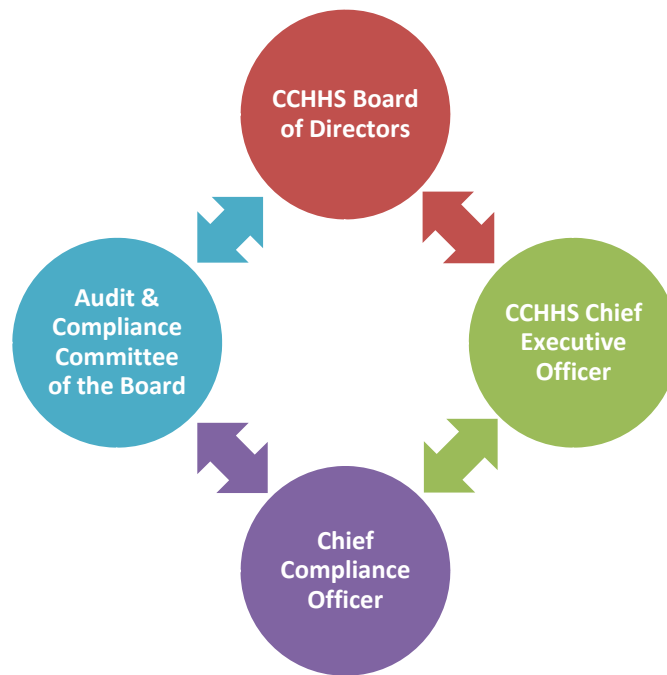 CCHHS Board
of Directors
Audit &
Compliance
Committee
of the Board
CCHHS Chief
Executive
Officer
Chief
Compliance
Officer